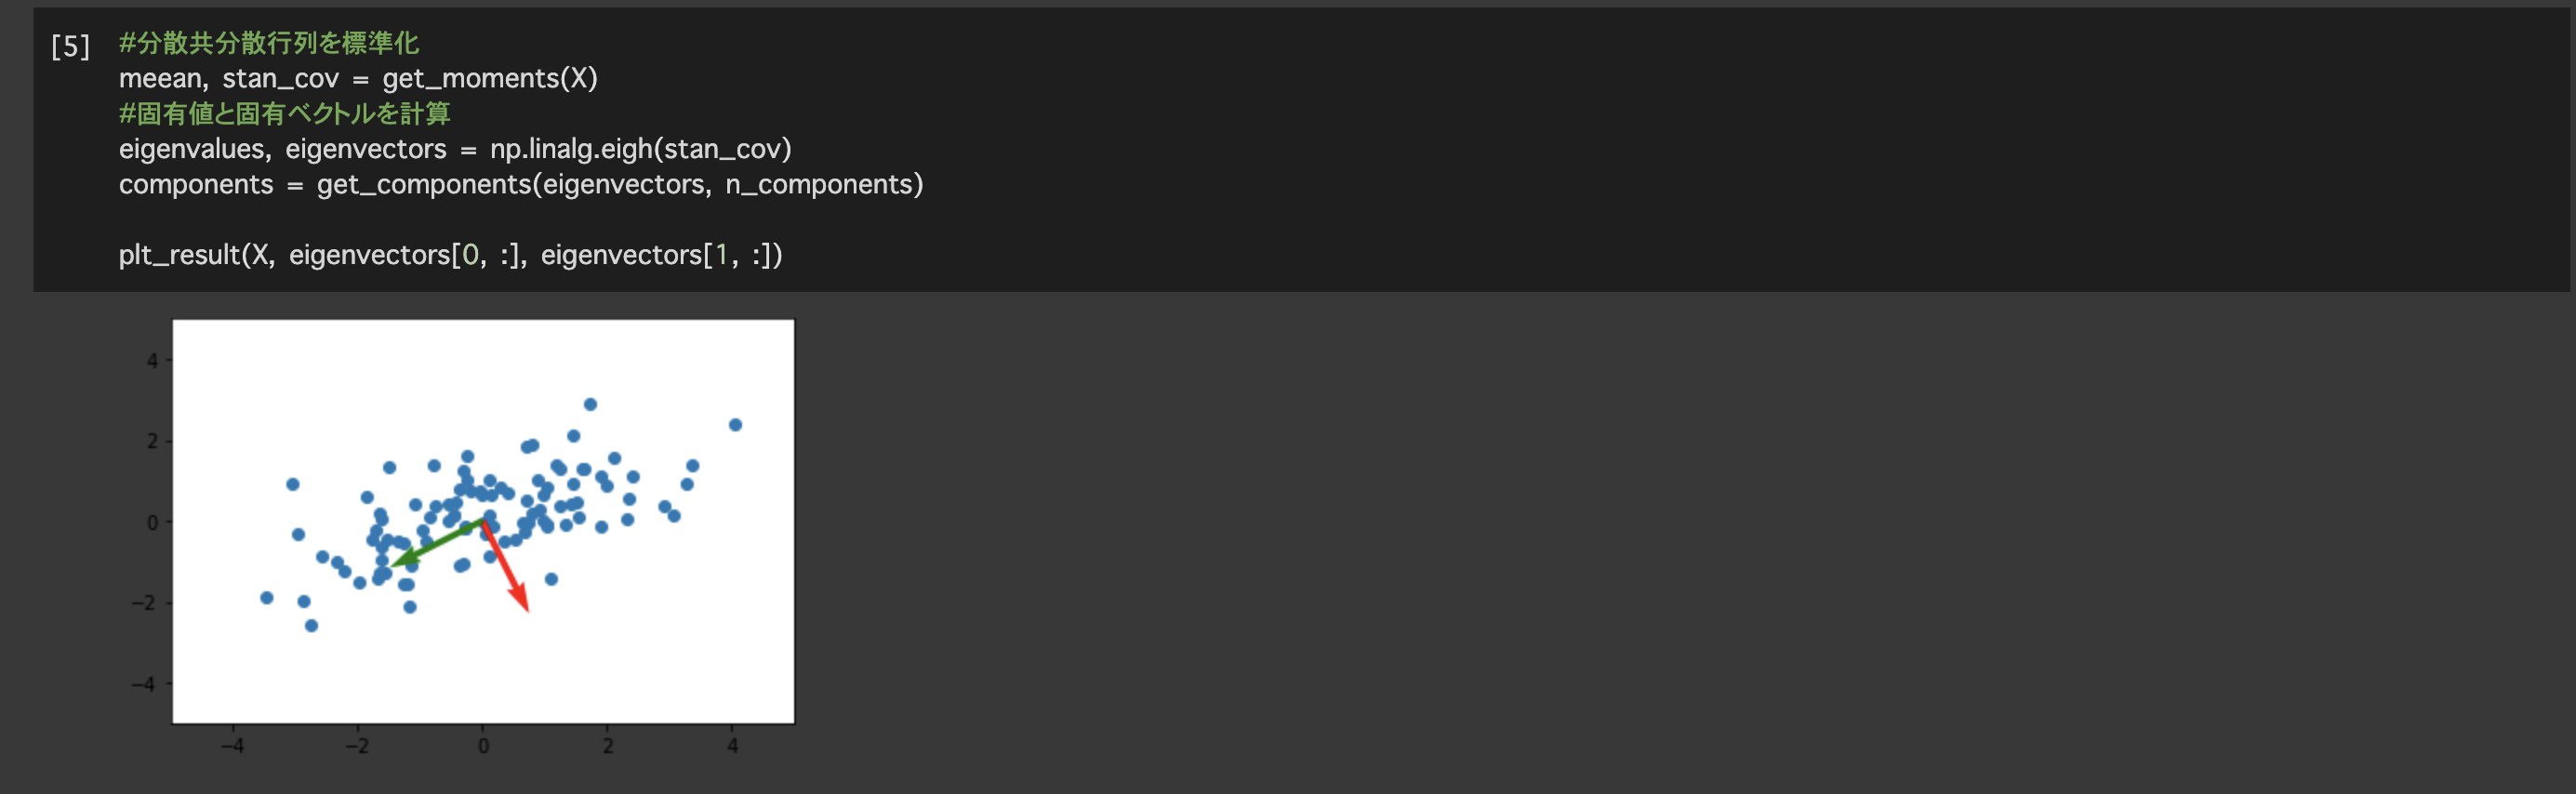 [5] #分散共分散行列を標準化
meean, stan_cov = get_moments(X)
#固有値と固有ベクトルを計算
eigenvalues, eigenvectors = np.linalg.eigh(stan_cov)
components = get_components(eigenvectors, n_components)
plt_result(X, eigenvectors[0, :], eigenvectors[1, :])
4
2
0
−2
−4
−4 −2 0 2 4